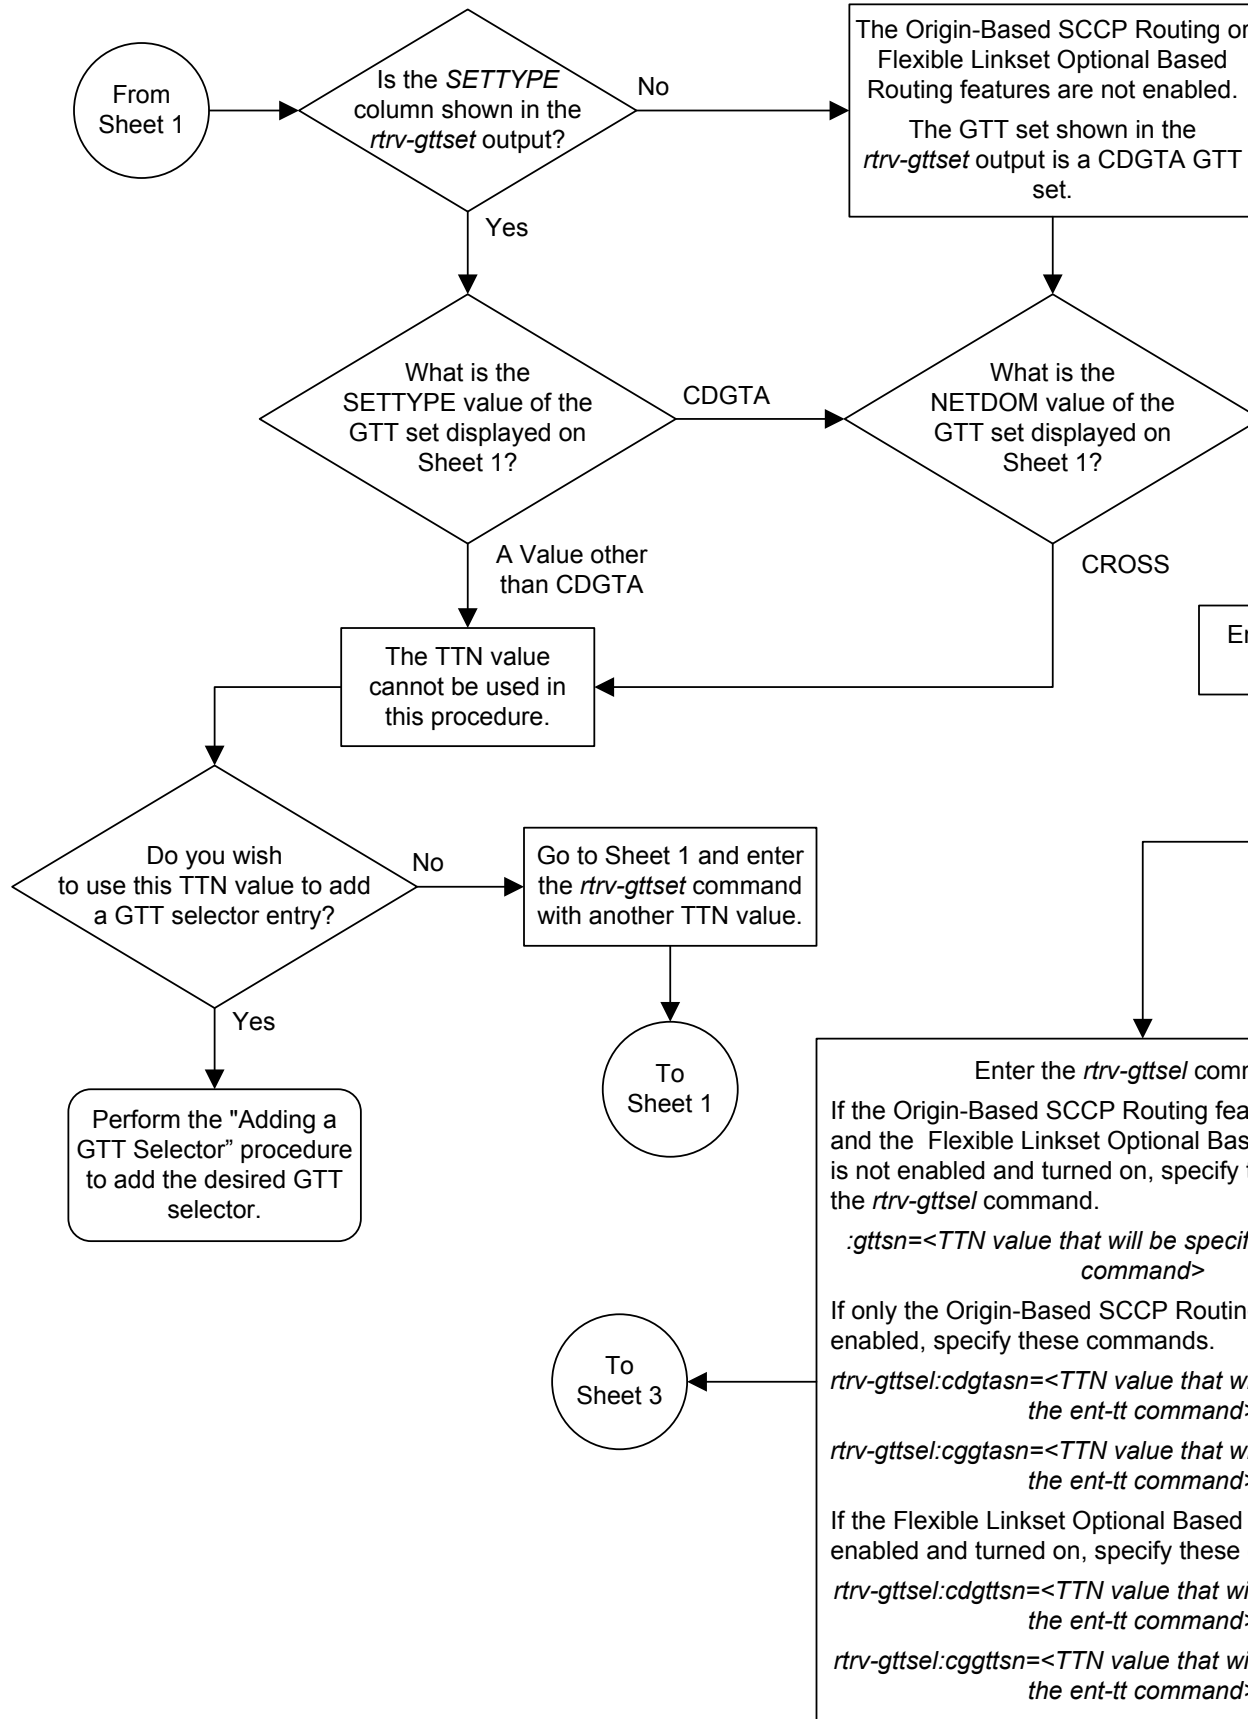 From
Sheet 1
Is the SETTYPE
column shown in the
rtrv-gttset output?
No
The Origin-Based SCCP Routing or
Flexible Linkset Optional Based
Routing features are not enabled.
The GTT set shown in the
rtrv-gttset output is a CDGTA GTT
set.
Yes
What is the
SETTYPE value of the
GTT set displayed on
Sheet 1?
CDGTA
What is the
NETDOM value of the
GTT set displayed on
Sheet 1?
A Value other
than CDGTA
CROSS
The TTN value
cannot be used in
this procedure.
Do you wish
to use this TTN value to add
a GTT selector entry?
No
Go to Sheet 1 and enter
the rtrv-gttset command
with another TTN value.
Yes
To
Sheet 1
Perform the "Adding a
GTT Selector” procedure
to add the desired GTT
selector.
Enter the rtrv-gttsel
If the Origin-Based SCCP Routing
and the Flexible Linkset Optional
is not enabled and turned on, specify
the rtrv-gttsel command.
:gttsn=<TTN value that will be
command>
If only the Origin-Based SCCP
enabled, specify these commands.
rtrv-gttsel:cdgtasn=<TTN value that
the ent-tt command>
rtrv-gttsel:cggtasn=<TTN value that
the ent-tt command>
If the Flexible Linkset Optional Based
enabled and turned on, specify these
rtrv-gttsel:cdgttsn=<TTN value that
the ent-tt command>
rtrv-gttsel:cggttsn=<TTN value that
the ent-tt command>
To
Sheet 3